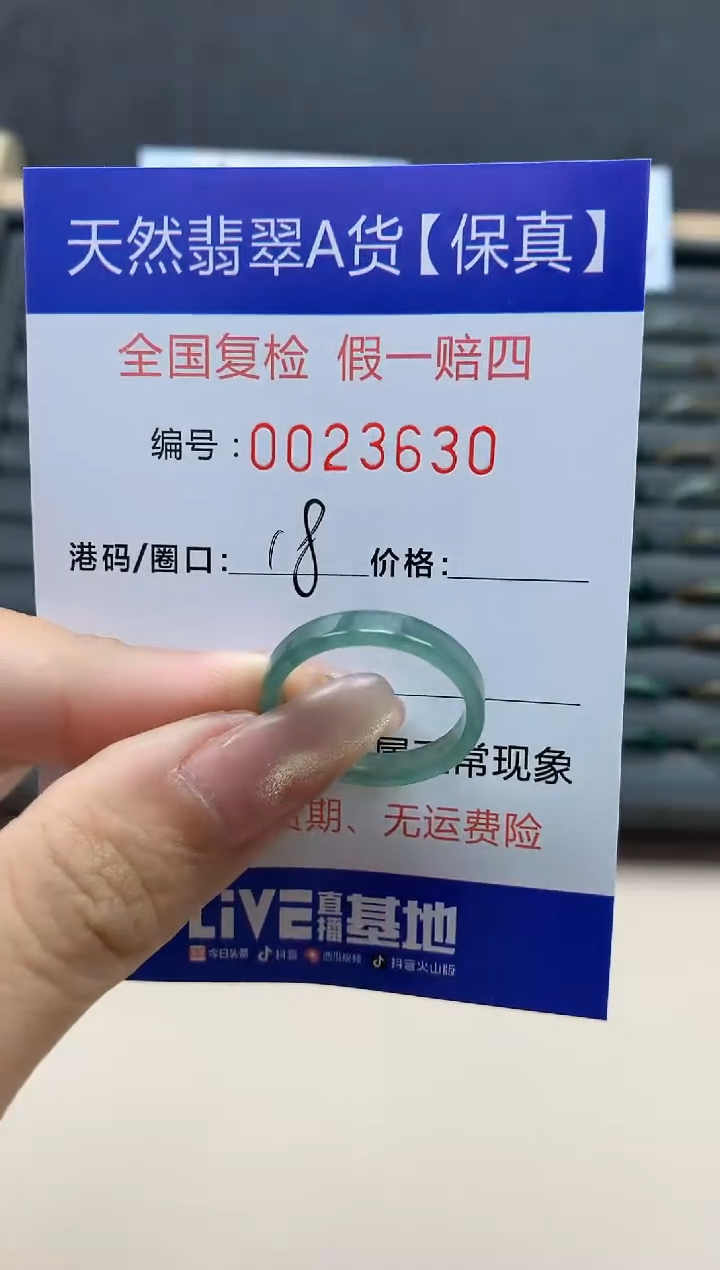 天然翡翠A货【保真】
全国复检 假一赔四
编号:0023630
港码/圈口: 18 价格:
常现象
期、无运费险
LiVE直播基地
今日头条 抖音 西瓜视频 抖音火山版